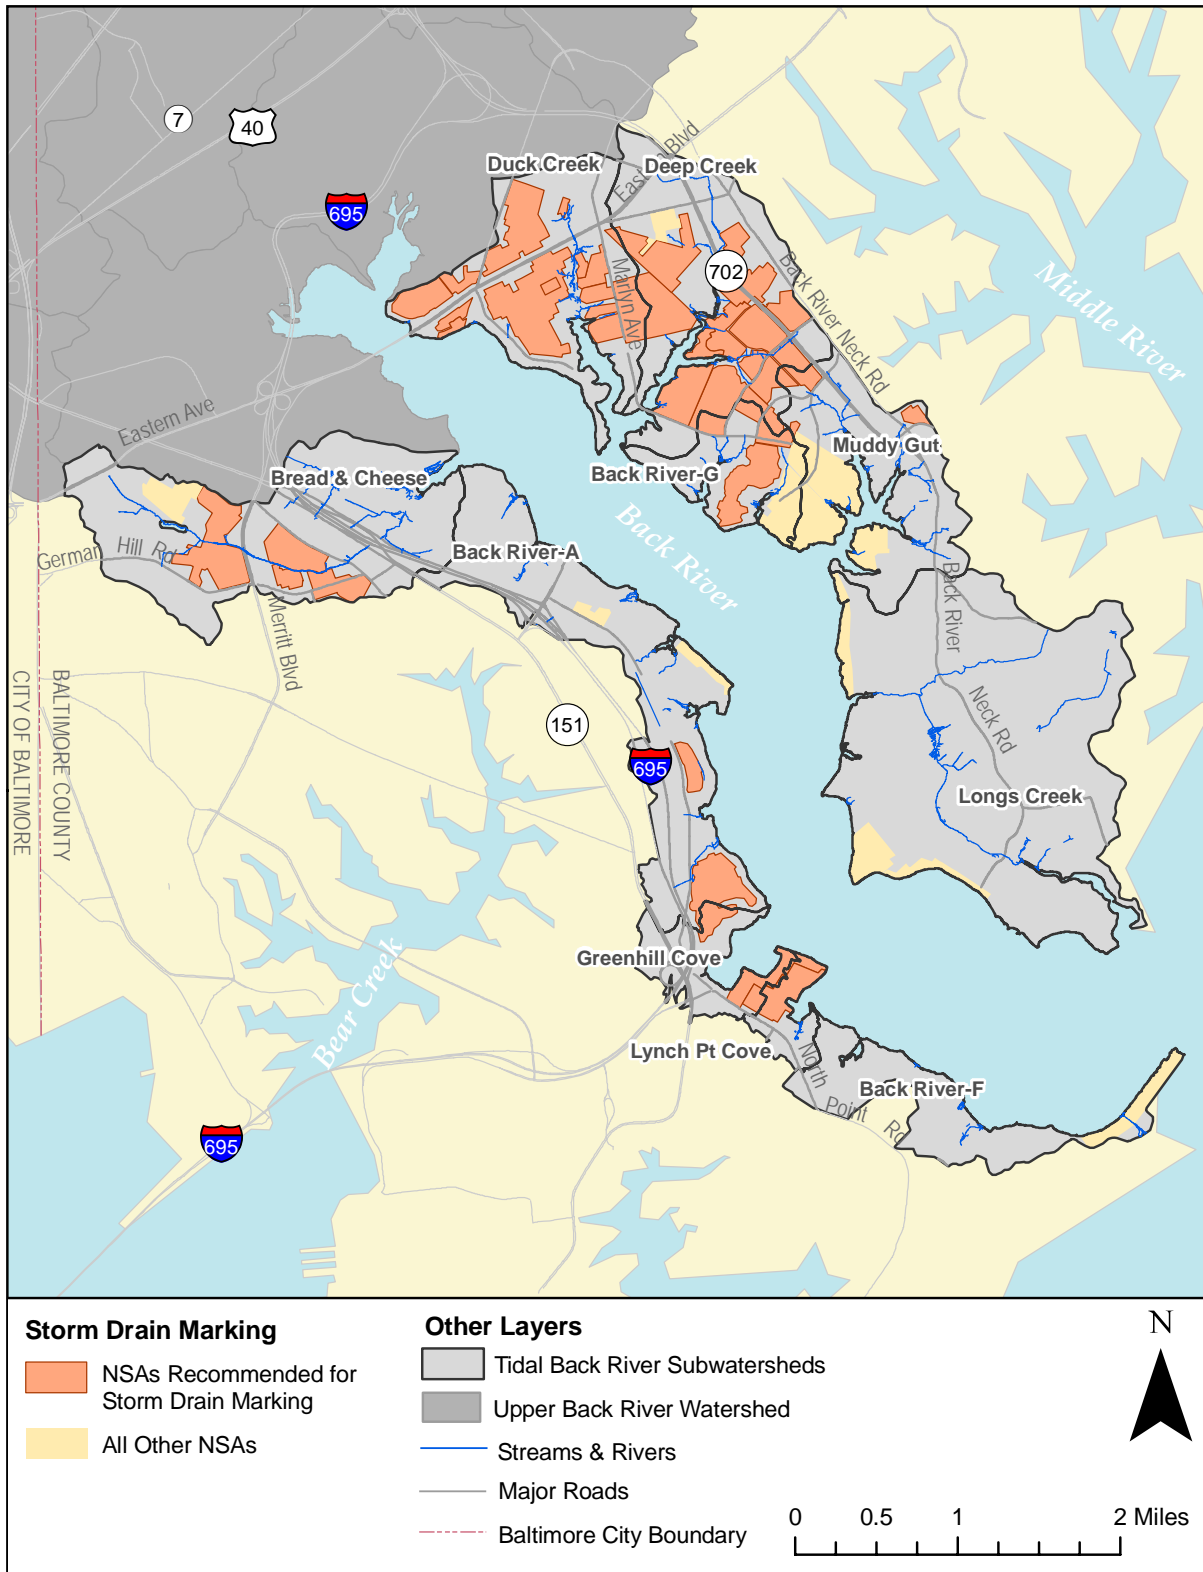 7
40
695
Duck Creek
Deep Creek
Eastern Blvd
702
Marlyn Ave
Back River Neck Rd
Middle River
Eastern Ave
Bread & Cheese
Muddy Gut
Back River-G
Back River
Back River-A
German Hill Rd
Merritt Blvd
Back River
Neck Rd
BALTIMORE COUNTY
CITY OF BALTIMORE
151
695
Longs Creek
Greenhill Cove
Bear Creek
Lynch Pt Cove
North Point Rd
Back River-F
695
Storm Drain Marking
NSAs Recommended for
Storm Drain Marking
All Other NSAs
Other Layers
Tidal Back River Subwatersheds
Upper Back River Watershed
Streams & Rivers
Major Roads
Baltimore City Boundary
N
0 0.5 1 2 Miles